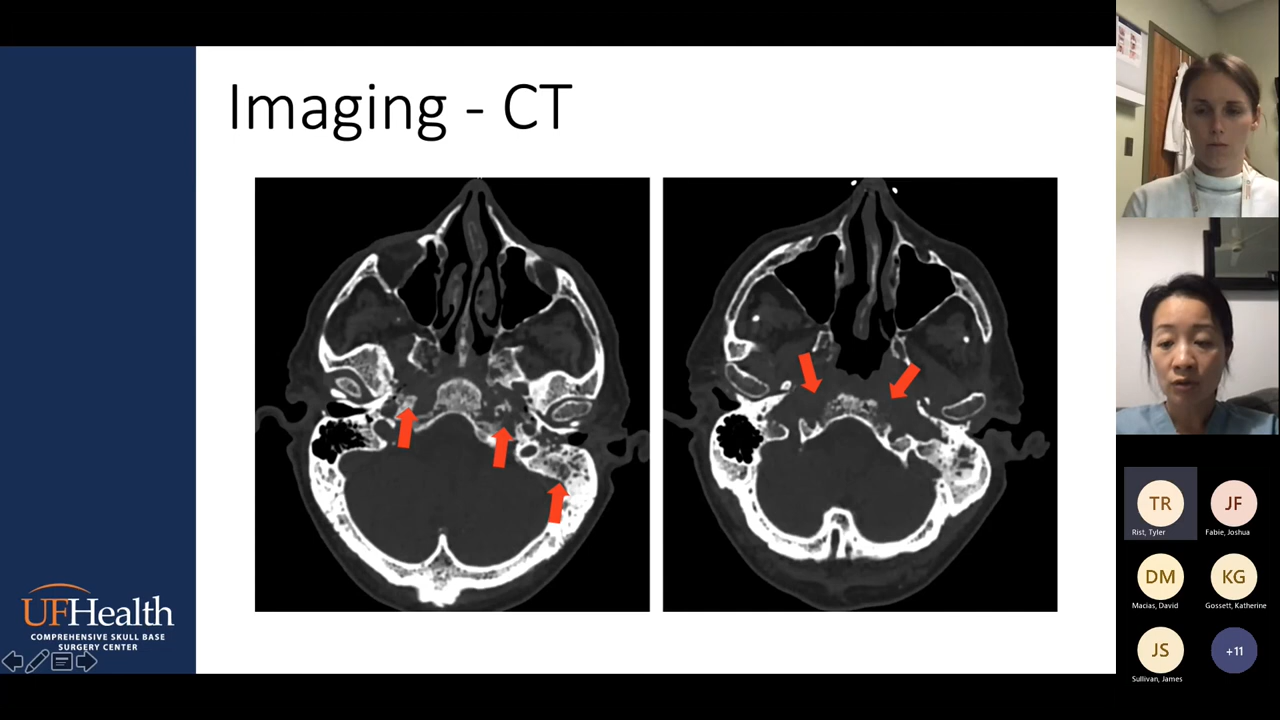 Imaging - CT
UFHealth
COMPREHENSIVE SKULL BASE
SURGERY CENTER
TR
Rist, Tyler
JF
Fabie, Joshua
DM
Macias, David
KG
Gossett, Katherine
JS
Sullivan, James
+11